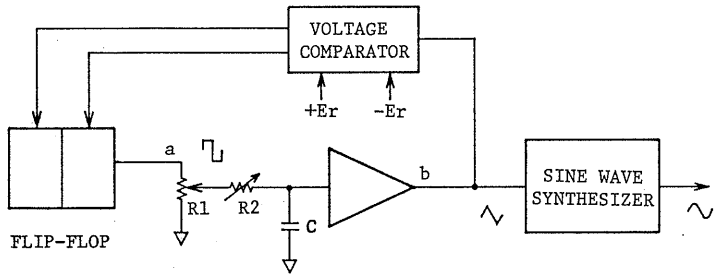 VOLTAGE
COMPARATOR
+Er
-Er
a
b
R1
R2
C
SINE WAVE
SYNTHESIZER
FLIP-FLOP